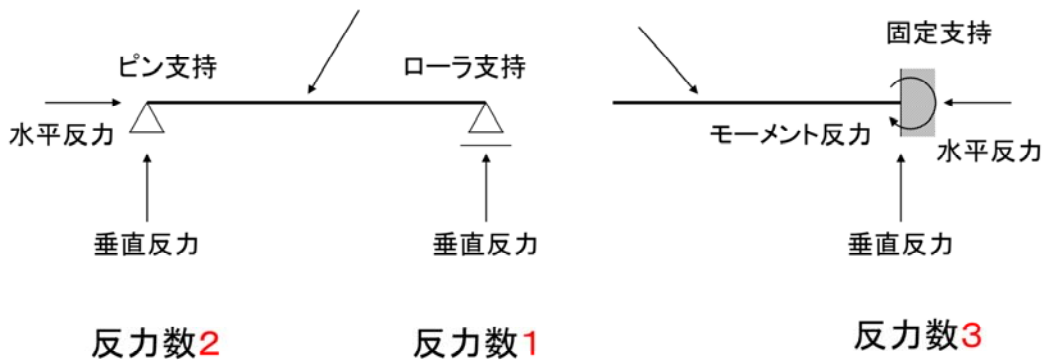 ピン支持
ローラ支持
固定支持
水平反力
モーメント反力
水平反力
垂直反力
垂直反力
垂直反力
反力数2
反力数1
反力数3